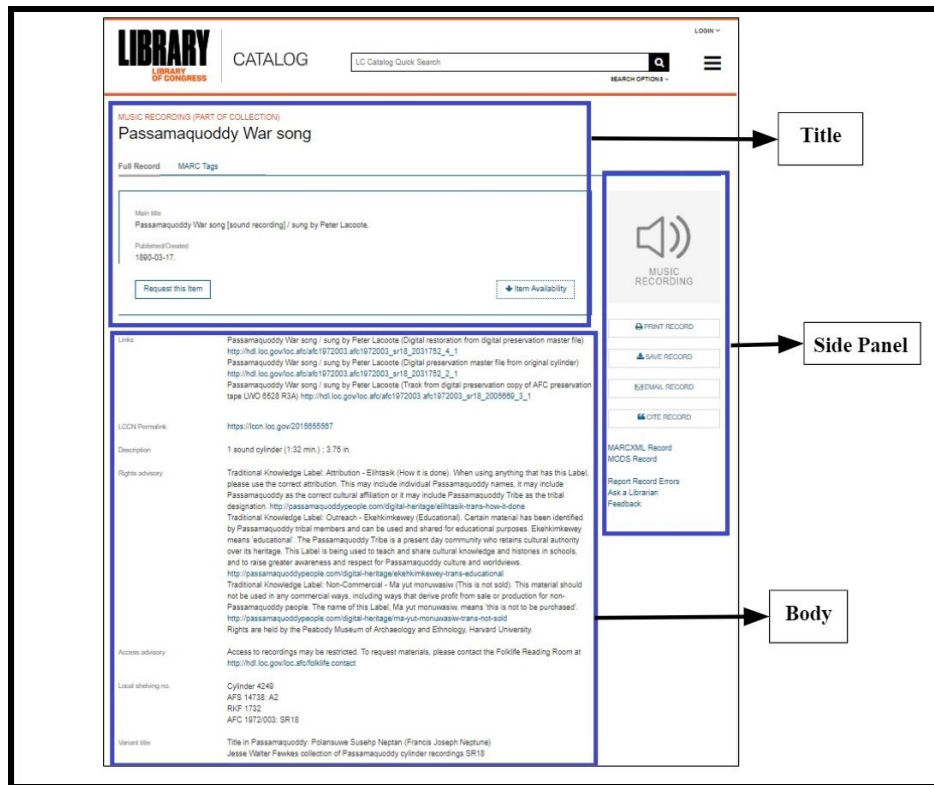 LOGIN
LIBRARY
LIBRARY
OF CONGRESS
CATALOG
LC Catalog Quick Search
SEARCH OPTIONS
MUSIC RECORDING (PART OF COLLECTION)
Passamaquoddy War song
Title
Full Record MARC Tags
Main title
Passamaquoddy War song [sound recording] / sung by Peter Lacoote.
Published/Created
1890-03-17.
Request this Item
Item Availability
MUSIC
RECORDING
PRINT RECORD
SAVE RECORD
EMAIL RECORD
CITE RECORD
MARCXML Record
MODS Record
Report Record Errors
Ask a Librarian
Feedback
Side Panel
Links
Passamaquoddy War song / sung by Peter Lacoote (Digital restoration from digital preservation master file)
http://hdl.loc.gov/loc.afc/afc1972003.afc1972003_sr18_2031752_4_1
Passamaquoddy War song / sung by Peter Lacoote (Digital preservation master file from original cylinder)
http://hdl.loc.gov/loc.afc/afc1972003.afc1972003_sr18_2031752_2_1
Passamaquoddy War song / sung by Peter Lacoote (Track from digital preservation copy of AFC preservation
tape LWO 6528 R3A) http://hdl.loc.gov/loc.afc/afc1972003.afc1972003_sr18_2005669_3_1
LCCN Permalink
https://lccn.loc.gov/2015655567
Description
1 sound cylinder (1:32 min.) ; 3.75 in.
Rights advisory
Traditional Knowledge Label: Attribution - Elihtasik (How it is done). When using anything that has this Label,
please use the correct attribution. This may include individual Passamaquoddy names, it may include
Passamaquoddy as the correct cultural affiliation or it may include Passamaquoddy Tribe as the tribal
designation. http://passamaquoddypeople.com/digital-heritage/elihtasik-trans-how-it-done
Traditional Knowledge Label: Outreach - Ekehkimkewey (Educational). Certain material has been identified
by Passamaquoddy tribal members and can be used and shared for educational purposes. Ekehkimkewey
means 'educational'. The Passamaquoddy Tribe is a present day community who retains cultural authority
over its heritage. This Label is being used to teach and share cultural knowledge and histories in schools,
and to raise greater awareness and respect for Passamaquoddy culture and worldviews.
http://passamaquoddypeople.com/digital-heritage/ekehkimkewey-trans-educational
Traditional Knowledge Label: Non-Commercial - Ma yut monuwasiw (This is not sold). This material should
not be used in any commercial ways, including ways that derive profit from sale or production for non-
Passamaquoddy people. The name of this Label, Ma yut monuwasiw, means 'this is not to be purchased'.
http://passamaquoddypeople.com/digital-heritage/ma-yut-monuwasiw-trans-not-sold
Rights are held by the Peabody Museum of Archaeology and Ethnology, Harvard University.
Body
Access advisory
Access to recordings may be restricted. To request materials, please contact the Folklife Reading Room at
http://hdl.loc.gov/loc.afc/folklife.contact
Local shelving no.
Cylinder 4249
AFS 14738: A2
RKF 1732
AFC 1972/003: SR18
Variant title
Title in Passamaquoddy: Polansuwe Susehp Neptan (Francis Joseph Neptune)
Jesse Walter Fewkes collection of Passamaquoddy cylinder recordings SR18